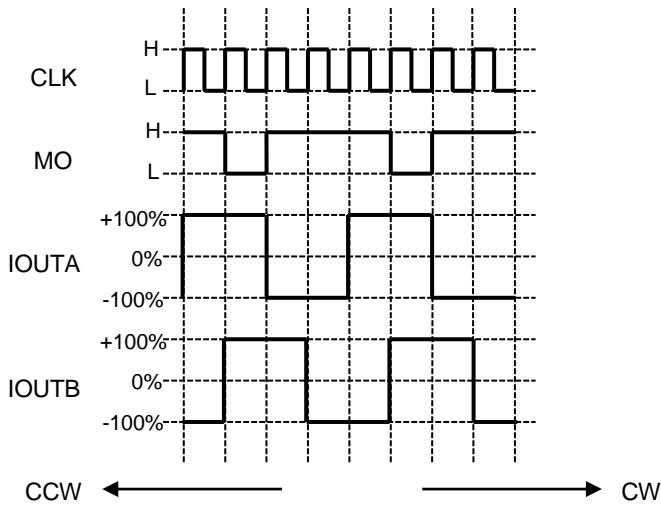 CLK
H
L
MO
H
L
IOUTA
+100%
0%
-100%
IOUTB
+100%
0%
-100%
CCW
CW